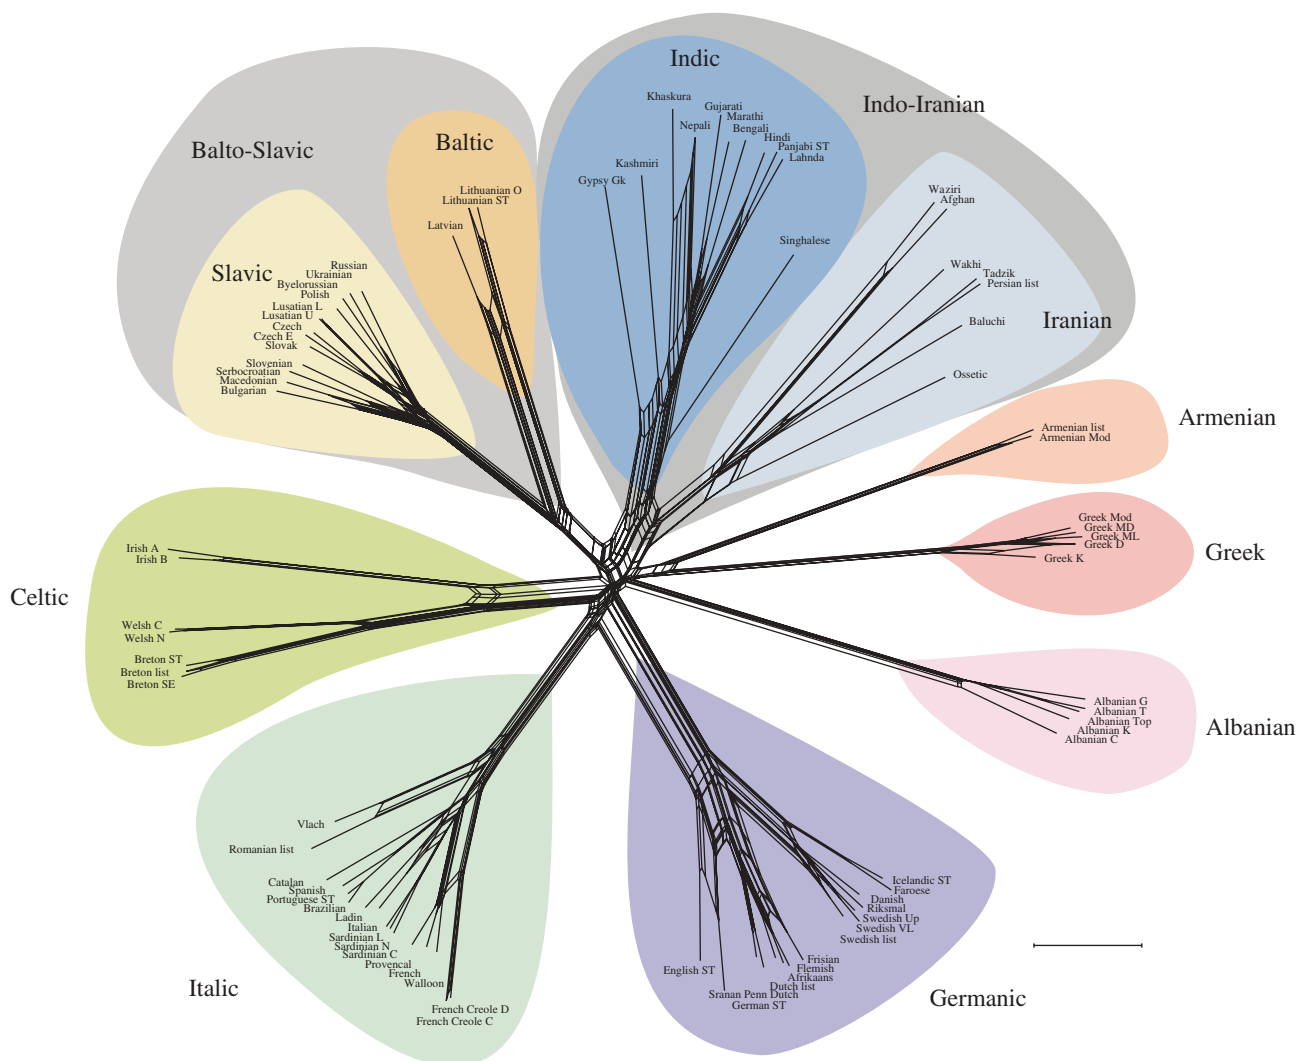 Indic
Khaskura
Gujarati
Marathi
Bengali
Nepali
Hindi
Panjabi ST
Lahnda
Kashmiri
Gypsy Gk
Singhalese
Indo-Iranian
Waziri
Afghan
Wakhi
Tadzik
Persian list
Baluchi
Iranian
Ossetic
Balto-Slavic
Baltic
Lithuanian O
Lithuanian ST
Latvian
Slavic
Russian
Ukrainian
Byelorussian
Polish
Lusatian L
Lusatian U
Czech
Czech E
Slovak
Slovenian
Serbocroatian
Macedonian
Bulgarian
Armenian
Armenian list
Armenian Mod
Greek Mod
Greek MD
Greek ML
Greek D
Greek K
Greek
Celtic
Irish A
Irish B
Welsh C
Welsh N
Breton ST
Breton list
Breton SE
Albanian G
Albanian T
Albanian Top
Albanian K
Albanian C
Albanian
Vlach
Romanian list
Catalan
Spanish
Portuguese ST
Brazilian
Ladin
Italian
Sardinian L
Sardinian N
Sardinian C
Provencal
French
Walloon
French Creole D
French Creole C
Italic
Icelandic ST
Faroese
Danish
Riksmal
Swedish Up
Swedish VL
Swedish list
Frisian
Flemish
Afrikaans
Dutch list
Sranan Penn Dutch
German ST
English ST
Germanic